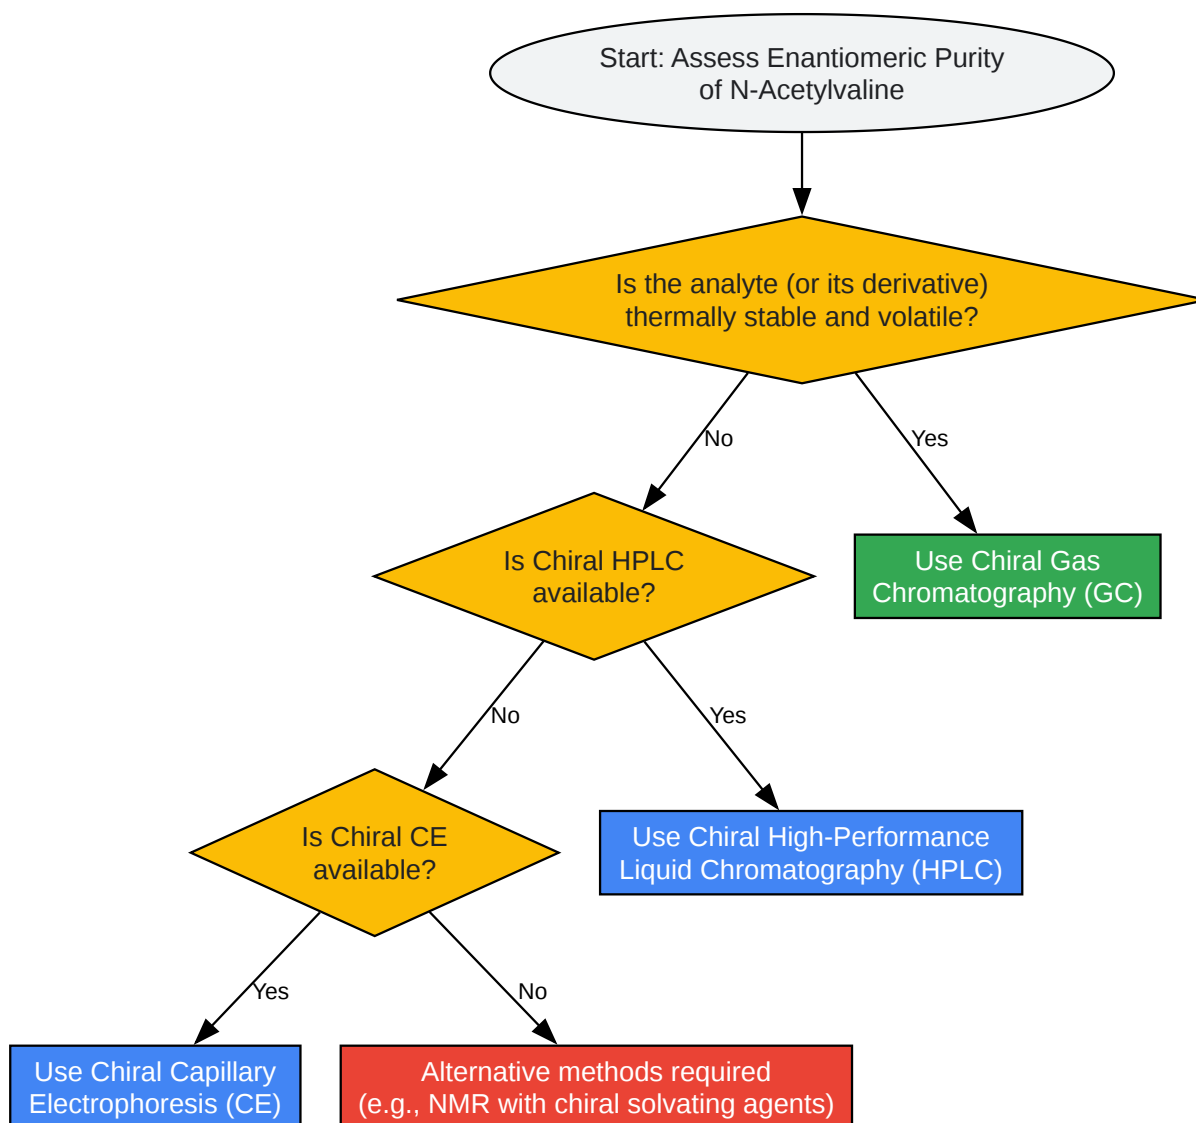 Start: Assess Enantiomeric Purity
of N-Acetylvaline
Is the analyte (or its derivative)
thermally stable and volatile?
No
Yes
Is Chiral HPLC
available?
Use Chiral Gas
Chromatography (GC)
No
Yes
Is Chiral CE
available?
Use Chiral High-Performance
Liquid Chromatography (HPLC)
Yes
No
Use Chiral Capillary
Electrophoresis (CE)
Alternative methods required
(e.g., NMR with chiral solvating agents)